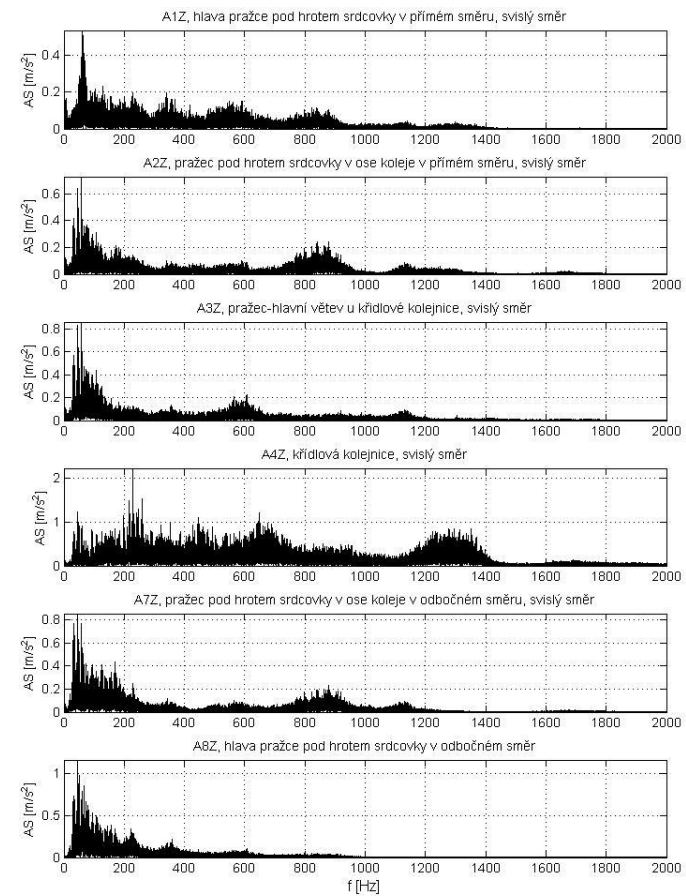 A1Z, hlava pražce pod hrotem srdcovky v přímém směru, svislý směr
AS [m/s²]
0.4
0.2
0
0 200 400 600 800 1000 1200 1400 1600 1800 2000
A2Z, pražec pod hrotem srdcovky v ose koleje v přímém směru, svislý směr
AS [m/s²]
0.6
0.4
0.2
0
0 200 400 600 800 1000 1200 1400 1600 1800 2000
A3Z, pražec-hlavní větev u křidlové kolejnice, svislý směr
AS [m/s²]
0.8
0.6
0.4
0.2
0
0 200 400 600 800 1000 1200 1400 1600 1800 2000
A4Z, křídlová kolejnice, svislý směr
AS [m/s²]
2
1
0
0 200 400 600 800 1000 1200 1400 1600 1800 2000
A7Z, pražec pod hrotem srdcovky v ose koleje v odbočném směru, svislý směr
AS [m/s²]
0.8
0.6
0.4
0.2
0
0 200 400 600 800 1000 1200 1400 1600 1800 2000
A8Z, hlava pražce pod hrotem srdcovky v odbočném směr
AS [m/s²]
1
0.5
0
0 200 400 600 800 1000 1200 1400 1600 1800 2000
f [Hz]